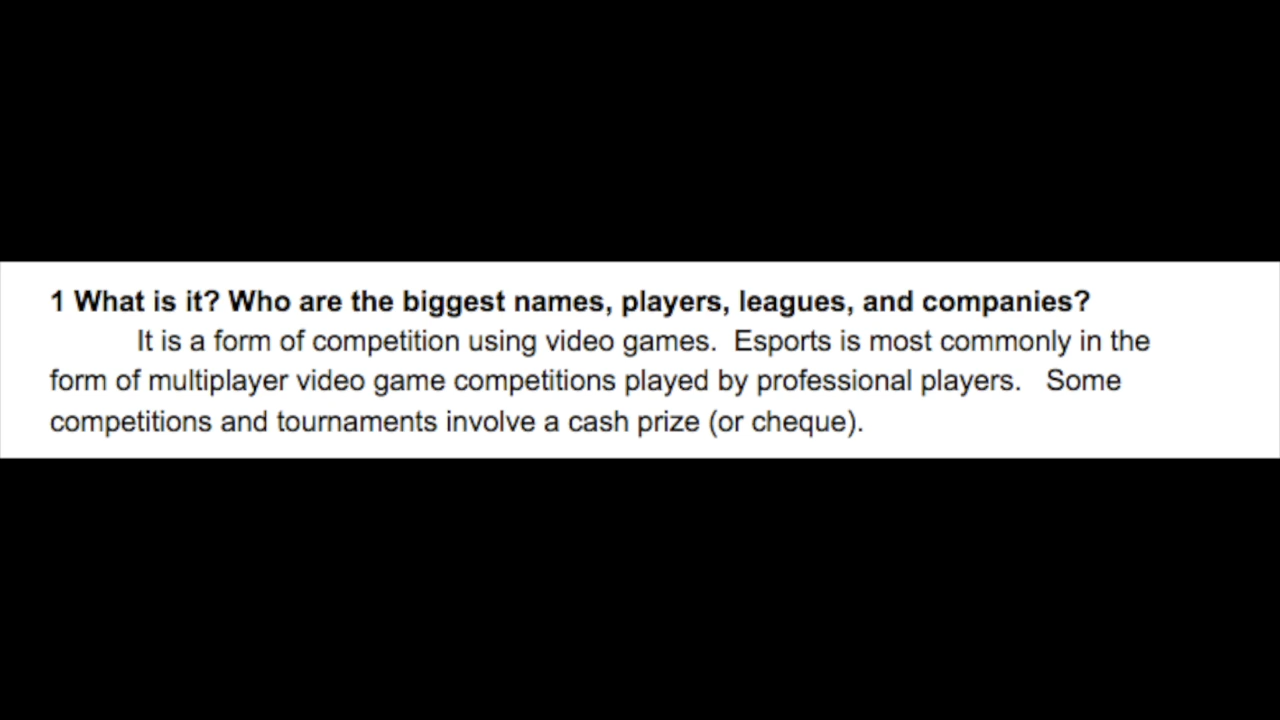 1 What is it? Who are the biggest names, players, leagues, and companies?
It is a form of competition using video games.  Esports is most commonly in the
form of multiplayer video game competitions played by professional players.   Some
competitions and tournaments involve a cash prize (or cheque).